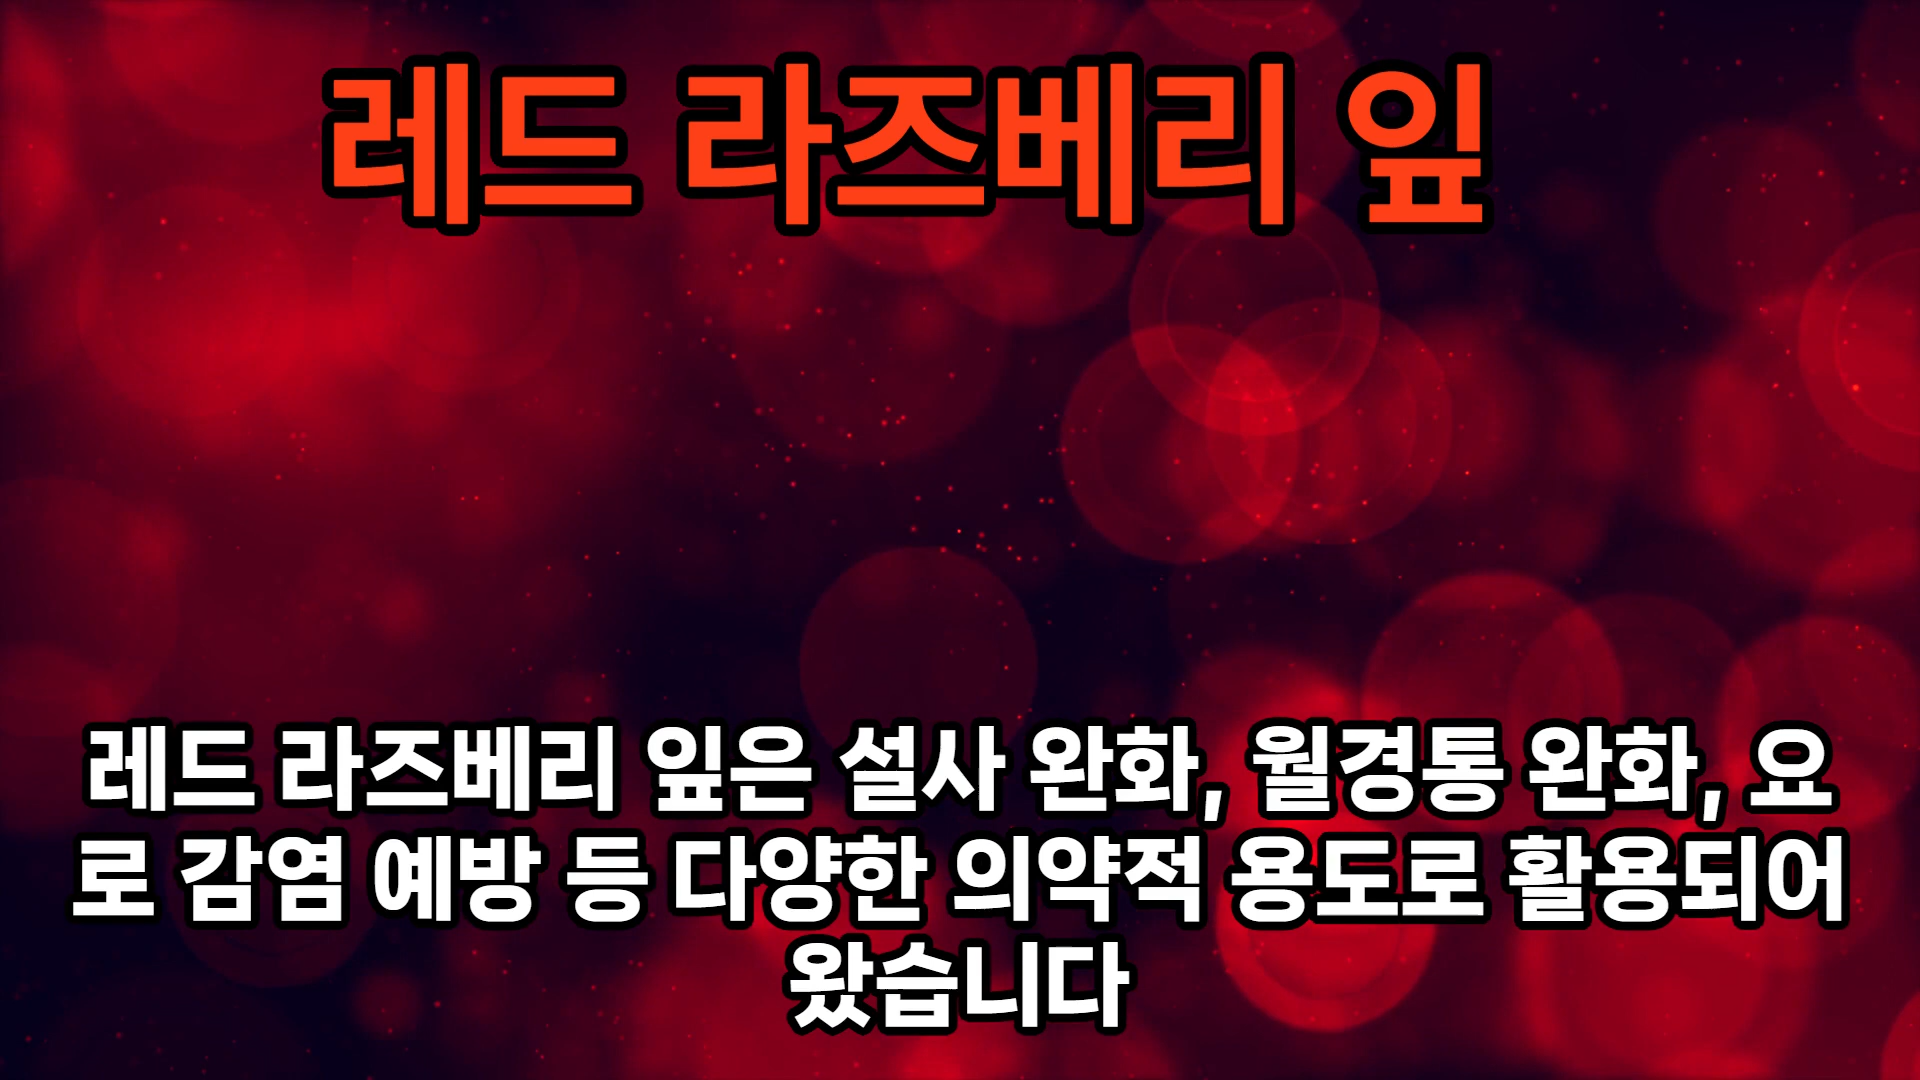 레드 라즈베리 잎
레드 라즈베리 잎은 설사 완화, 월경통 완화, 요
로 감염 예방 등 다양한 의약적 용도로 활용되어
왔습니다